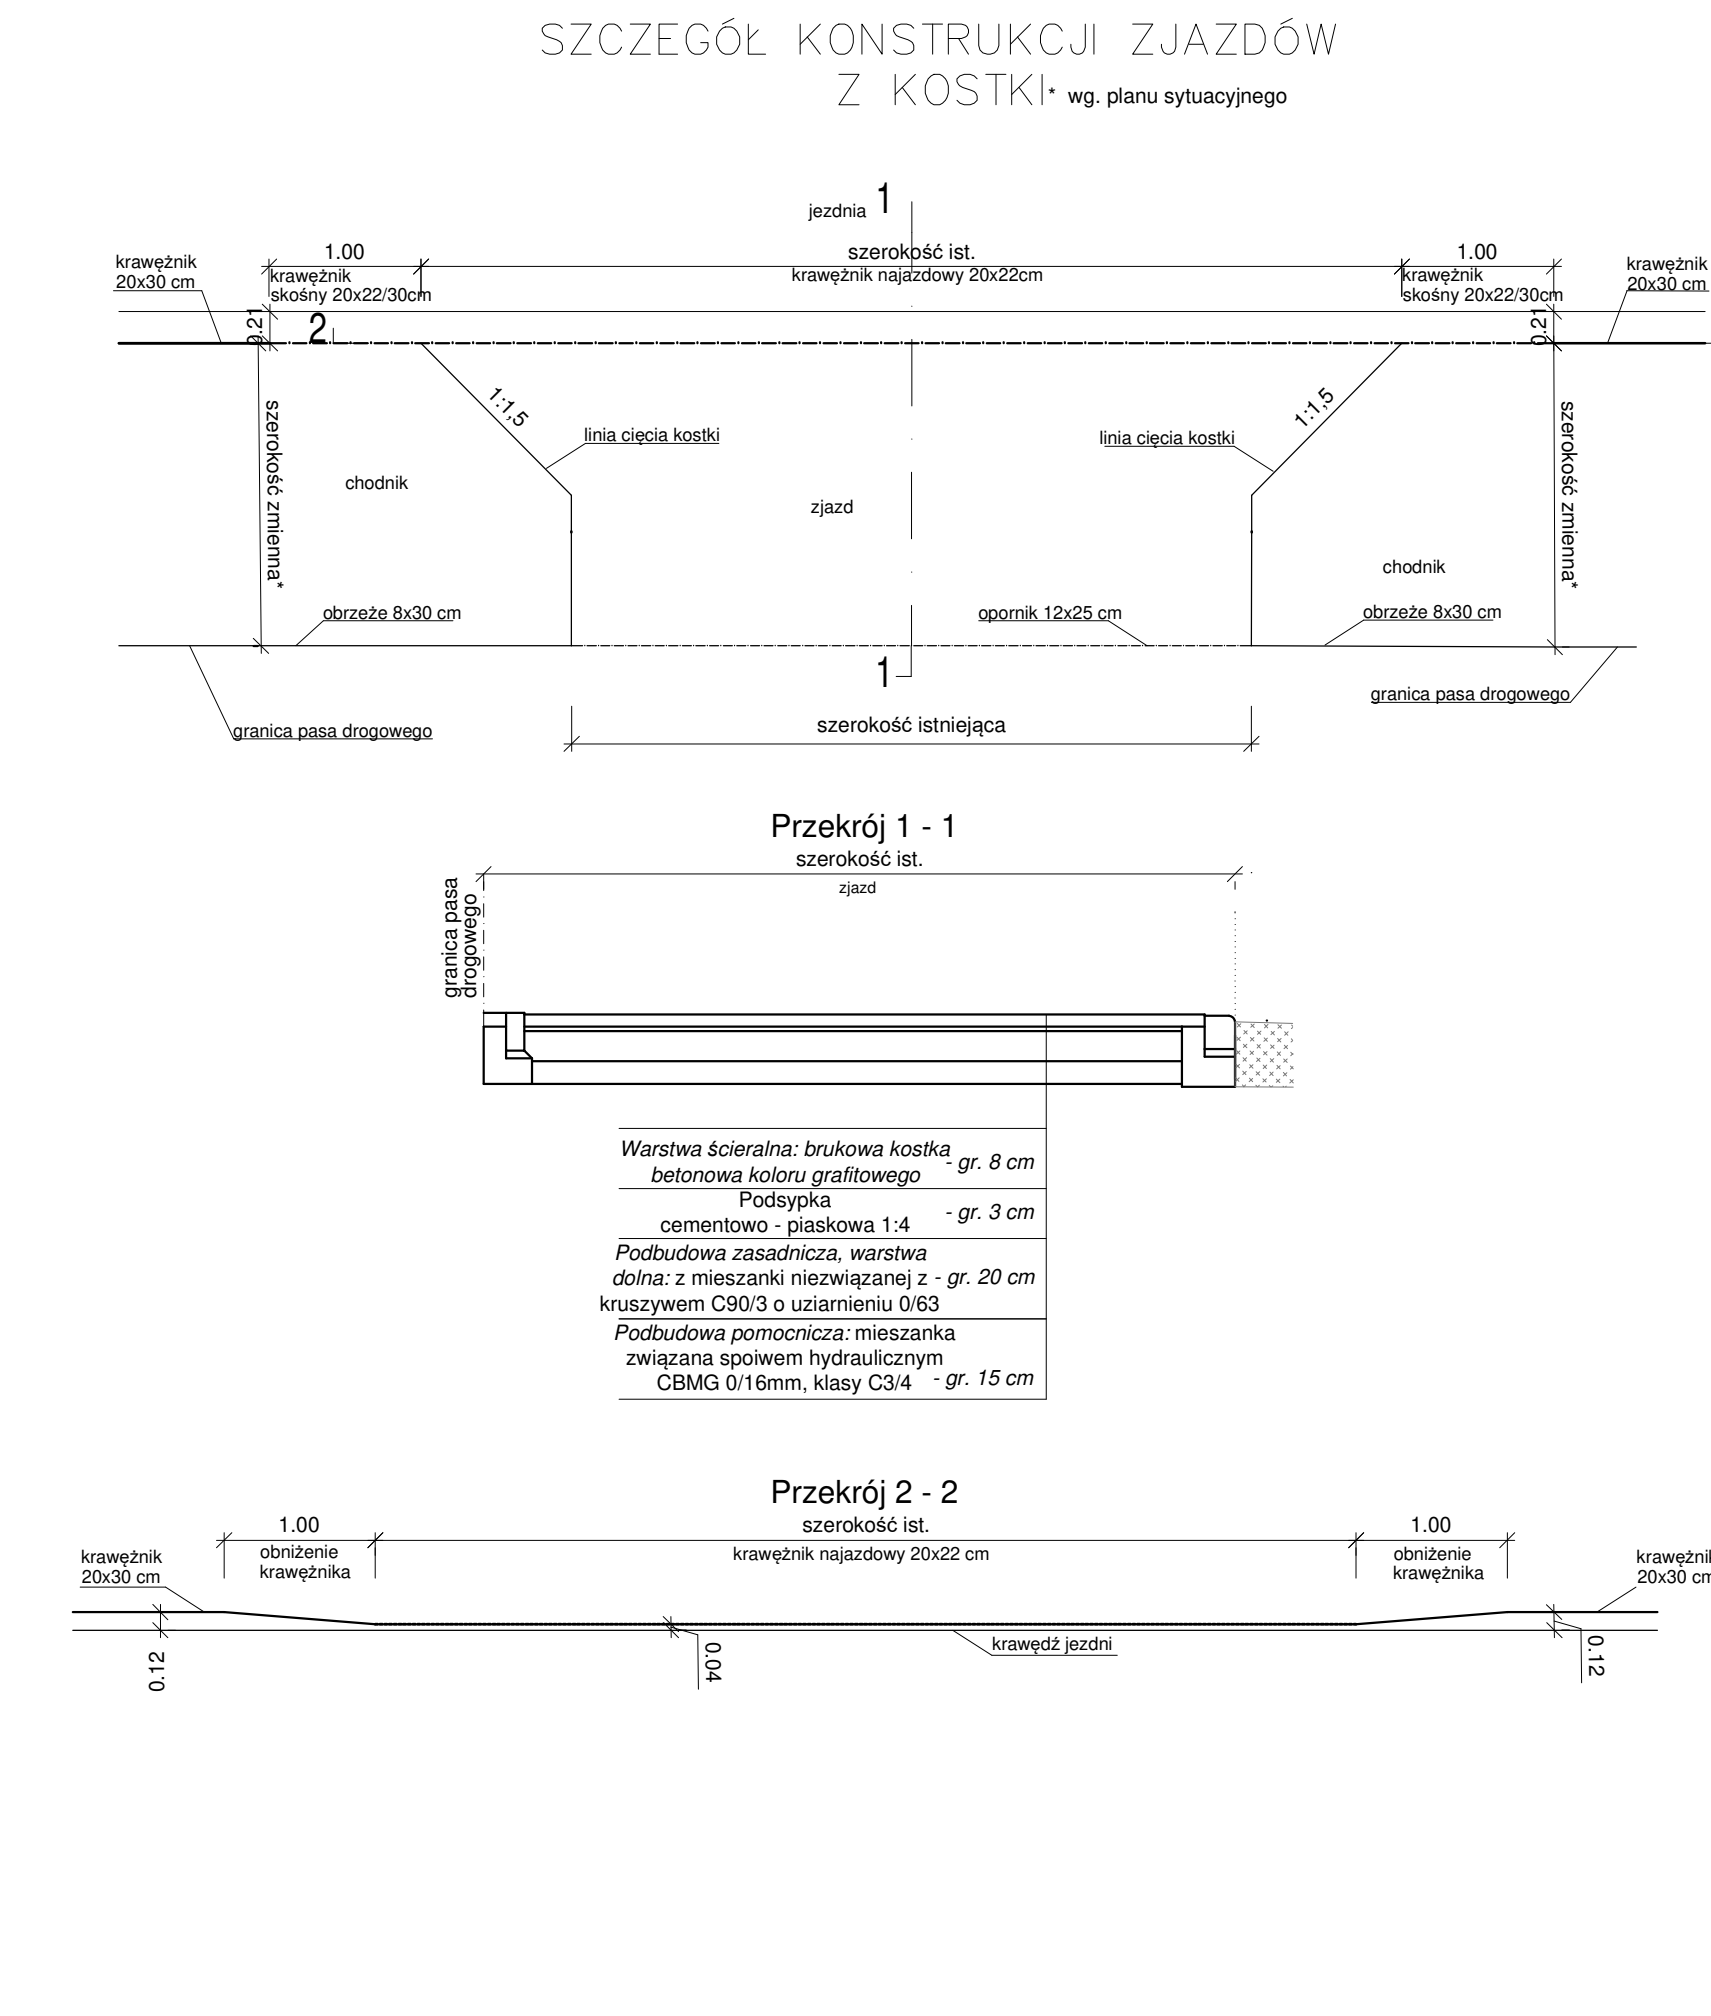 SZCZEGÓŁ KONSTRUKCJI ZJAZDÓW
Z KOSTKI* wg. planu sytuacyjnego
jezdnia 1
1.00
szerokość ist.
1.00
krawężnik
20x30 cm
krawężnik
skośny 20x22/30cm
krawężnik najazdowy 20x22cm
krawężnik
skośny 20x22/30cm
krawężnik
20x30 cm
0.21
2
0.21
1:1,5
1:1,5
szerokość zmienna*
linia cięcia kostki
linia cięcia kostki
szerokość zmienna*
chodnik
zjazd
chodnik
obrzeże 8x30 cm
opornik 12x25 cm
obrzeże 8x30 cm
1
granica pasa drogowego
granica pasa drogowego
szerokość istniejąca
Przekrój 1 - 1
szerokość ist.
zjazd
granica pasa
drogowego
Warstwa ścieralna: brukowa kostka
betonowa koloru grafitowego
- gr. 8 cm
Podsypka
cementowo - piaskowa 1:4
- gr. 3 cm
Podbudowa zasadnicza, warstwa
dolna: z mieszanki niezwiązanej z
- gr. 20 cm
kruszywem C90/3 o uziarnieniu 0/63
Podbudowa pomocnicza: mieszanka
związana spoiwem hydraulicznym
CBMG 0/16mm, klasy C3/4
- gr. 15 cm
Przekrój 2 - 2
1.00
szerokość ist.
1.00
krawężnik
20x30 cm
obniżenie
krawężnika
krawężnik najazdowy 20x22 cm
obniżenie
krawężnika
krawężnik
20x30 cm
0.12
0.04
krawędź jezdni
0.12